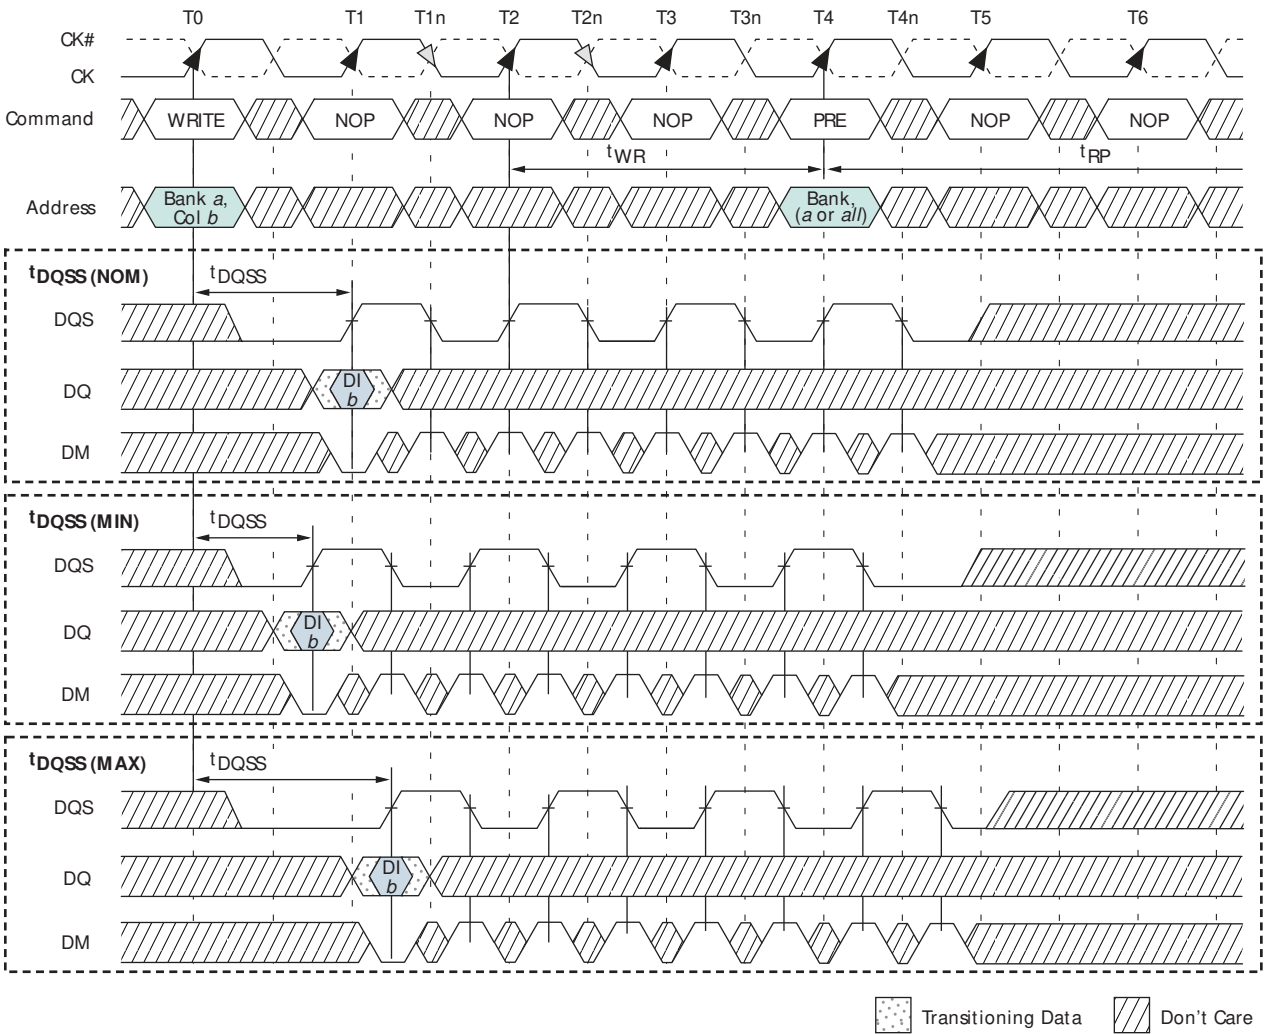 T0 T1 T1n T2 T2n T3 T3n T4 T4n T5 T6
CK#
CK
Command WRITE NOP NOP NOP PRE NOP NOP
tWR tRP
Address Bank a, Col b Bank, (a or all)
tDQSS (NOM) tDQSS
DQS
DQ DI b
DM
tDQSS (MIN) tDQSS
DQS
DQ DI b
DM
tDQSS (MAX) tDQSS
DQS
DQ DI b
DM
Transitioning Data Don't Care